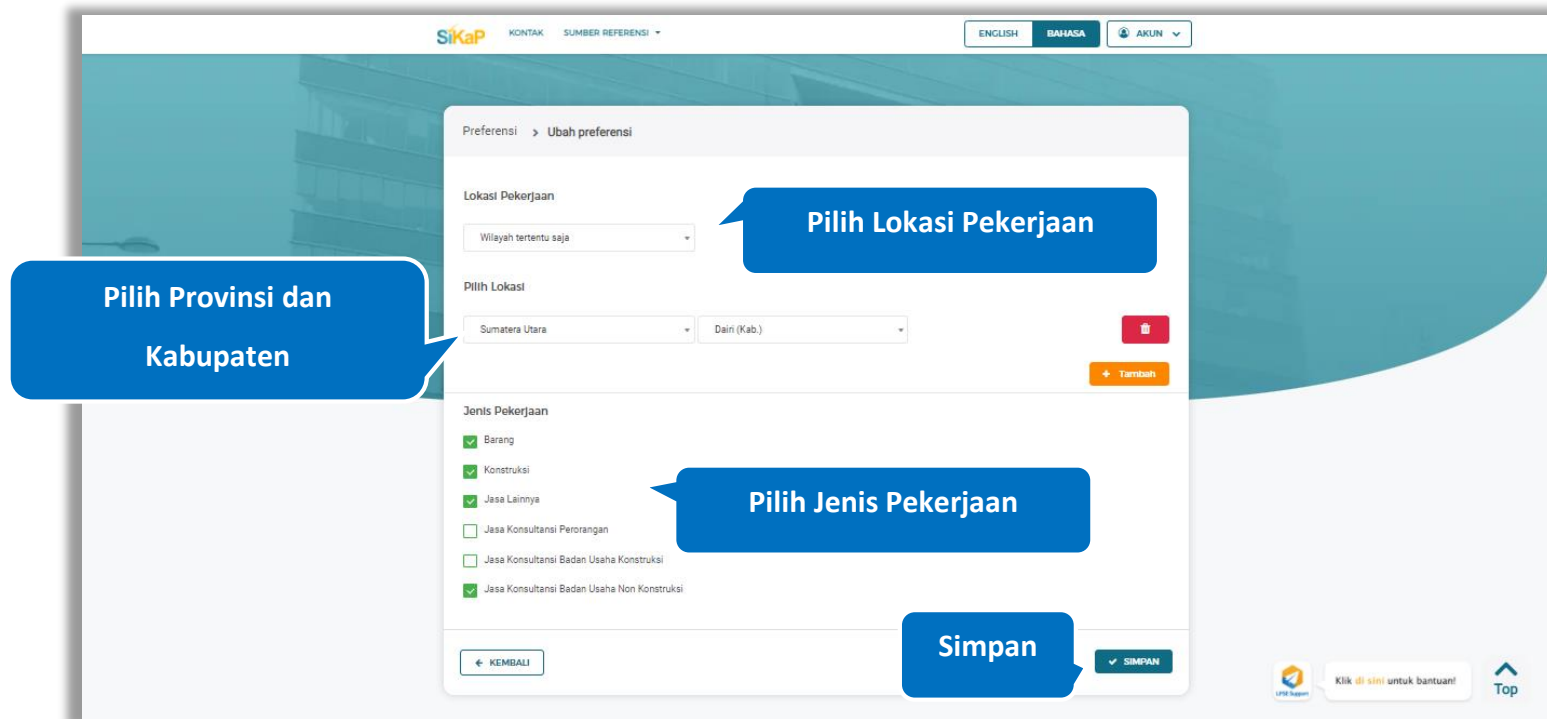 SiKaP KONTAK SUMBER REFERENSI ENGLISH BAHASA AKUN
Preferensi > Ubah preferensi
Lokasi Pekerjaan
Pilih Lokasi Pekerjaan
Wilayah tertentu saja
Pilih Provinsi dan
Kabupaten
Pilih Lokasi
Sumatera Utara Dairi (Kab.)
+ Tambah
Jenis Pekerjaan
Barang
Konstruksi
Jasa Lainnya
Pilih Jenis Pekerjaan
Jasa Konsultansi Perorangan
Jasa Konsultansi Badan Usaha Konstruksi
Jasa Konsultansi Badan Usaha Non Konstruksi
Simpan
KEMBALI
SIMPAN
LPSE Support
Klik di sini untuk bantuan!
Top